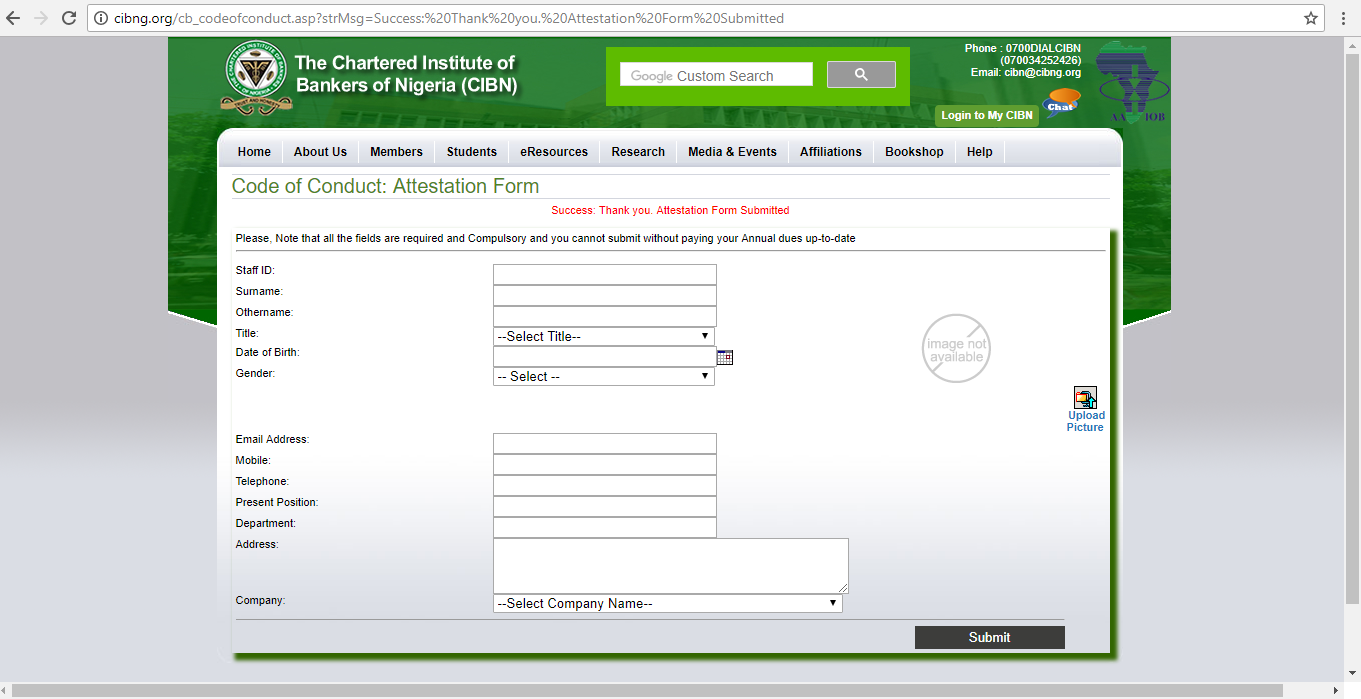 cibng.org/cb_codeofconduct.asp?strMsg=Success:%20Thank%20you.%20Attestation%20Form%20Submitted
The Chartered Institute of
Bankers of Nigeria (CIBN)
TRUST AND HONESTY
Google Custom Search
Phone : 0700DIALCIBN
(070034252426)
Email: cibn@cibng.org
Login to My CIBN
Chat
AA IOB
Home About Us Members Students eResources Research Media & Events Affiliations Bookshop Help
Code of Conduct: Attestation Form
Success: Thank you. Attestation Form Submitted
Please, Note that all the fields are required and Compulsory and you cannot submit without paying your Annual dues up-to-date
Staff ID:
Surname:
Othername:
Title: --Select Title--
Date of Birth:
Gender: -- Select --
image not
available
Upload
Picture
Email Address:
Mobile:
Telephone:
Present Position:
Department:
Address:
Company: --Select Company Name--
Submit